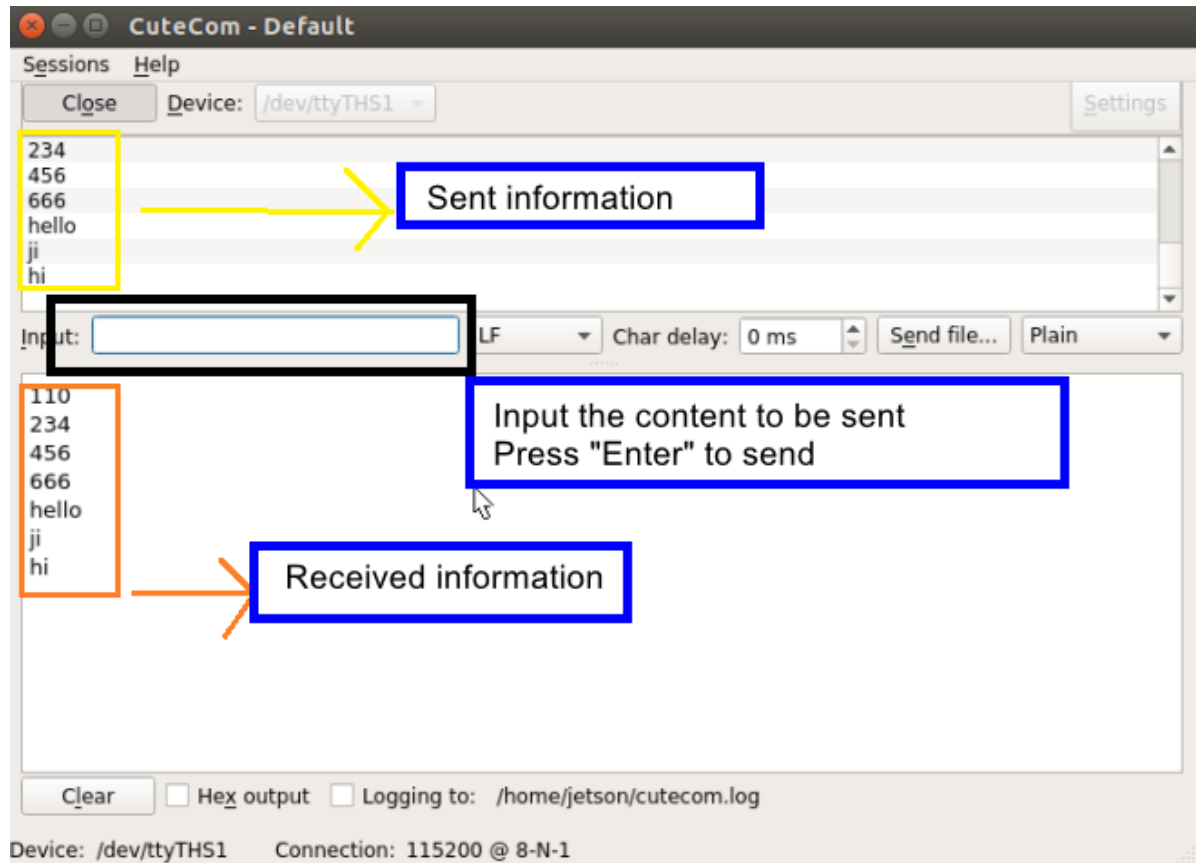 CuteCom - Default
Sessions Help
Close Device: /dev/ttyTHS1 Settings
234
456
666
hello
ji
hi
Sent information
Input: LF Char delay: 0 ms Send file... Plain
110
234
456
666
hello
ji
hi
Input the content to be sent
Press "Enter" to send
Received information
Clear Hex output Logging to: /home/jetson/cutecom.log
Device: /dev/ttyTHS1 Connection: 115200 @ 8-N-1